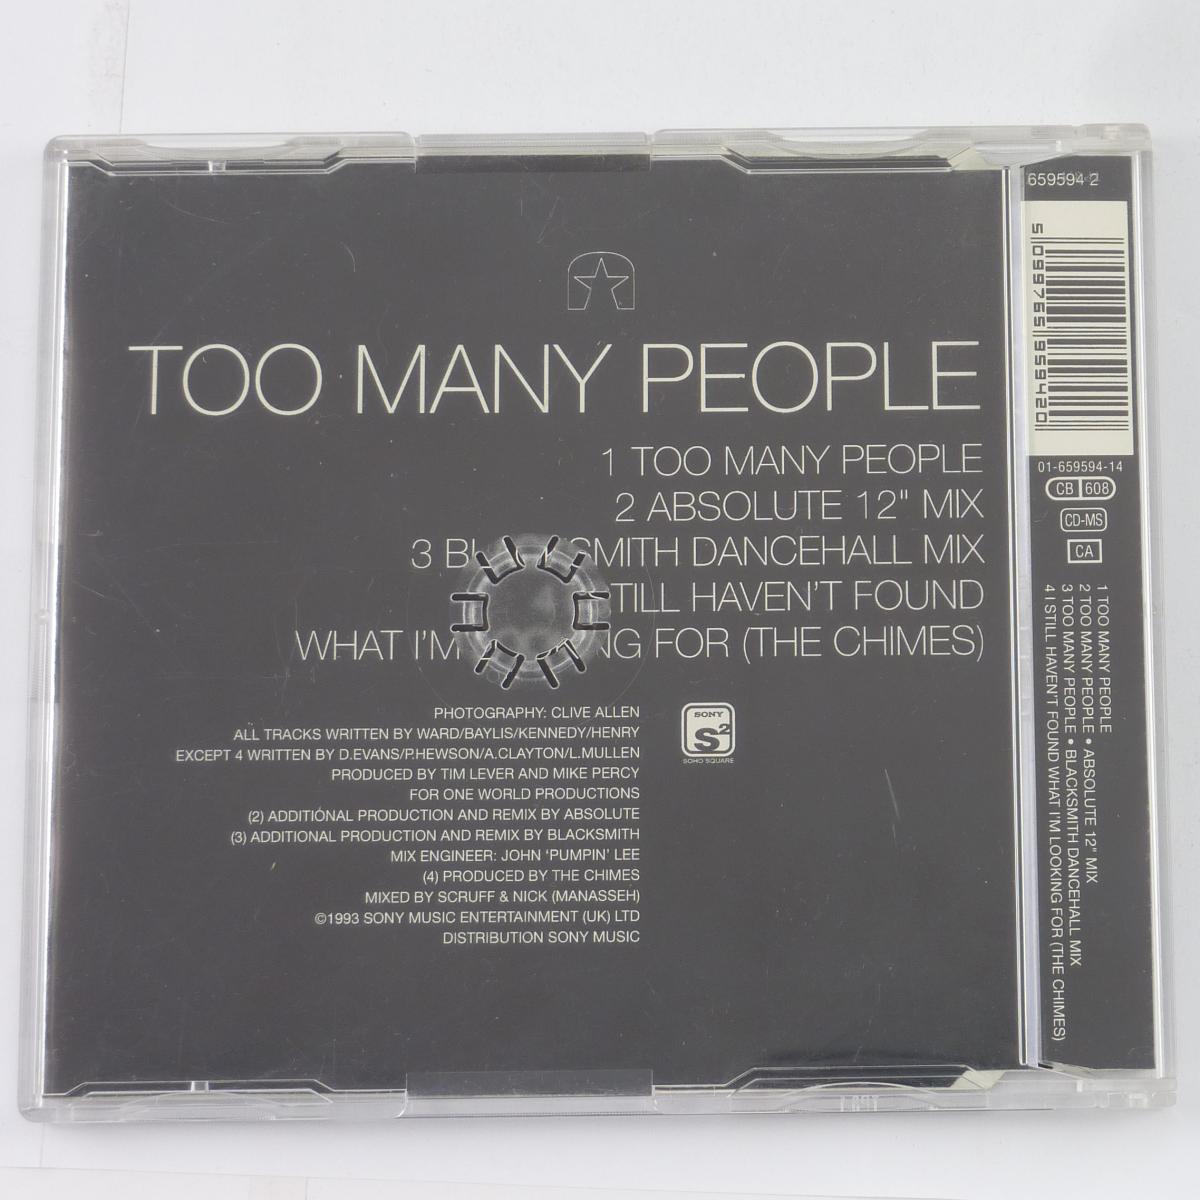 TOO MANY PEOPLE
1 TOO MANY PEOPLE
2 ABSOLUTE 12" MIX
3 BLACKSMITH DANCEHALL MIX
STILL HAVEN'T FOUND
WHAT I'M LOOKING FOR (THE CHIMES)
PHOTOGRAPHY: CLIVE ALLEN
ALL TRACKS WRITTEN BY WARD/BAYLIS/KENNEDY/HENRY
EXCEPT 4 WRITTEN BY D.EVANS/P.HEWSON/A.CLAYTON/L.MULLEN
PRODUCED BY TIM LEVER AND MIKE PERCY
FOR ONE WORLD PRODUCTIONS
(2) ADDITIONAL PRODUCTION AND REMIX BY ABSOLUTE
(3) ADDITIONAL PRODUCTION AND REMIX BY BLACKSMITH
MIX ENGINEER: JOHN 'PUMPIN' LEE
(4) PRODUCED BY THE CHIMES
MIXED BY SCRUFF & NICK (MANASSEH)
©1993 SONY MUSIC ENTERTAINMENT (UK) LTD
DISTRIBUTION SONY MUSIC
SONY
S2
SOHO SQUARE
659594 2
5 099765 959420
01-659594-14
CB 608
CD-MS
CA
1 TOO MANY PEOPLE
2 TOO MANY PEOPLE • ABSOLUTE 12" MIX
3 TOO MANY PEOPLE • BLACKSMITH DANCEHALL MIX
4 I STILL HAVEN'T FOUND WHAT I'M LOOKING FOR (THE CHIMES)